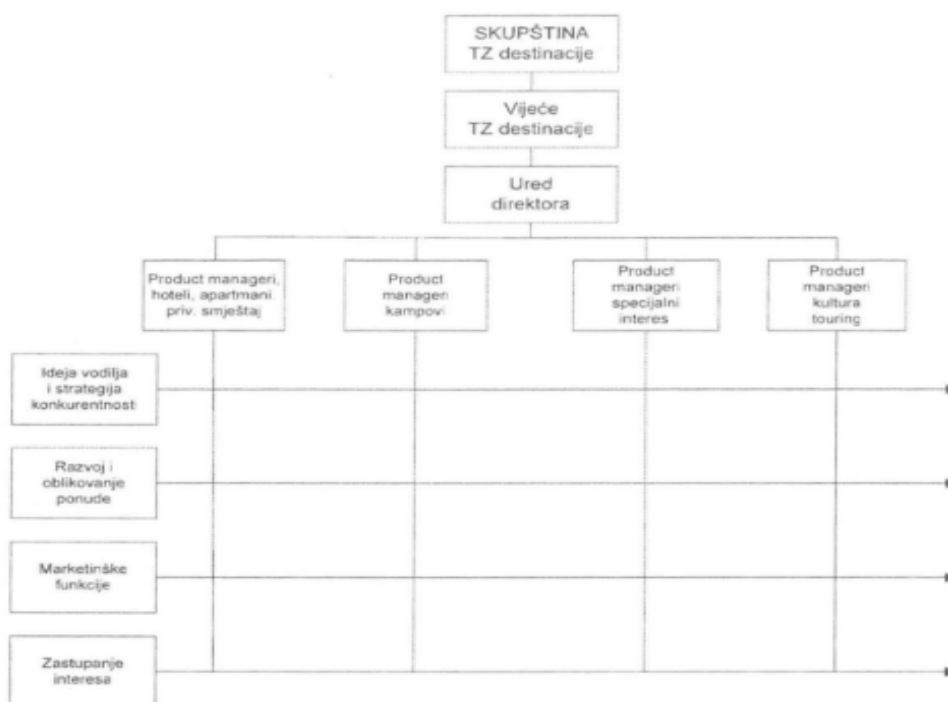 SKUPŠTINA
TZ destinacije
Vijeće
TZ destinacije
Ured
direktora
Product manageri,
hoteli, apartmani.
priv. smještaj
Product
manageri
kampovi
Product
manageri
specijalni
interes
Product
manageri
kultura
touring
Ideja vodilja
i strategija
konkurentnosti
Razvoj i
oblikovanje
ponude
Marketinške
funkcije
Zastupanje
interesa